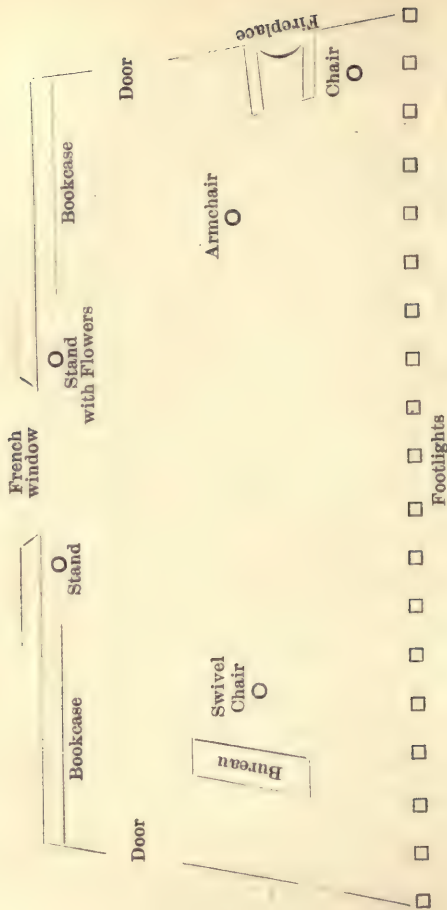 French
window
Bookcase
Stand
Stand
with Flowers
Bookcase
Door
Door
Swivel
Chair
Bureau
Armchair
Fireplace
Chair
Footlights